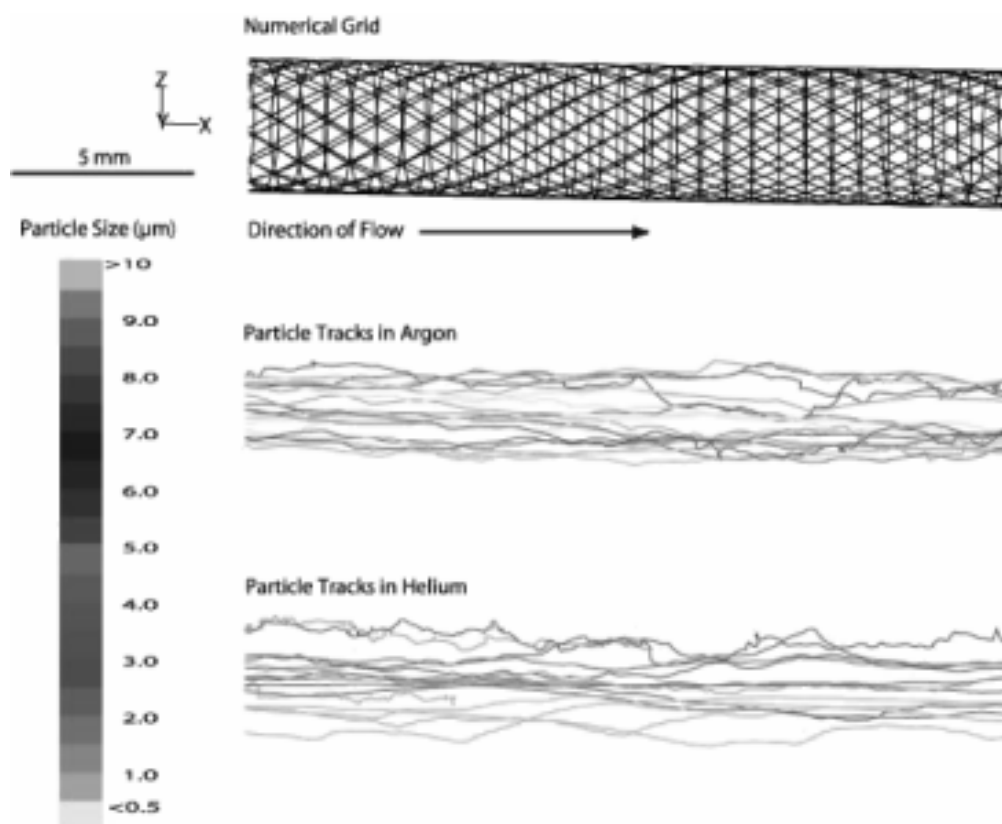 Numerical Grid
Z
X
5 mm
Particle Size (µm)
Direction of Flow
>10
9.0
8.0
7.0
6.0
5.0
4.0
3.0
2.0
1.0
<0.5
Particle Tracks in Argon
Particle Tracks in Helium